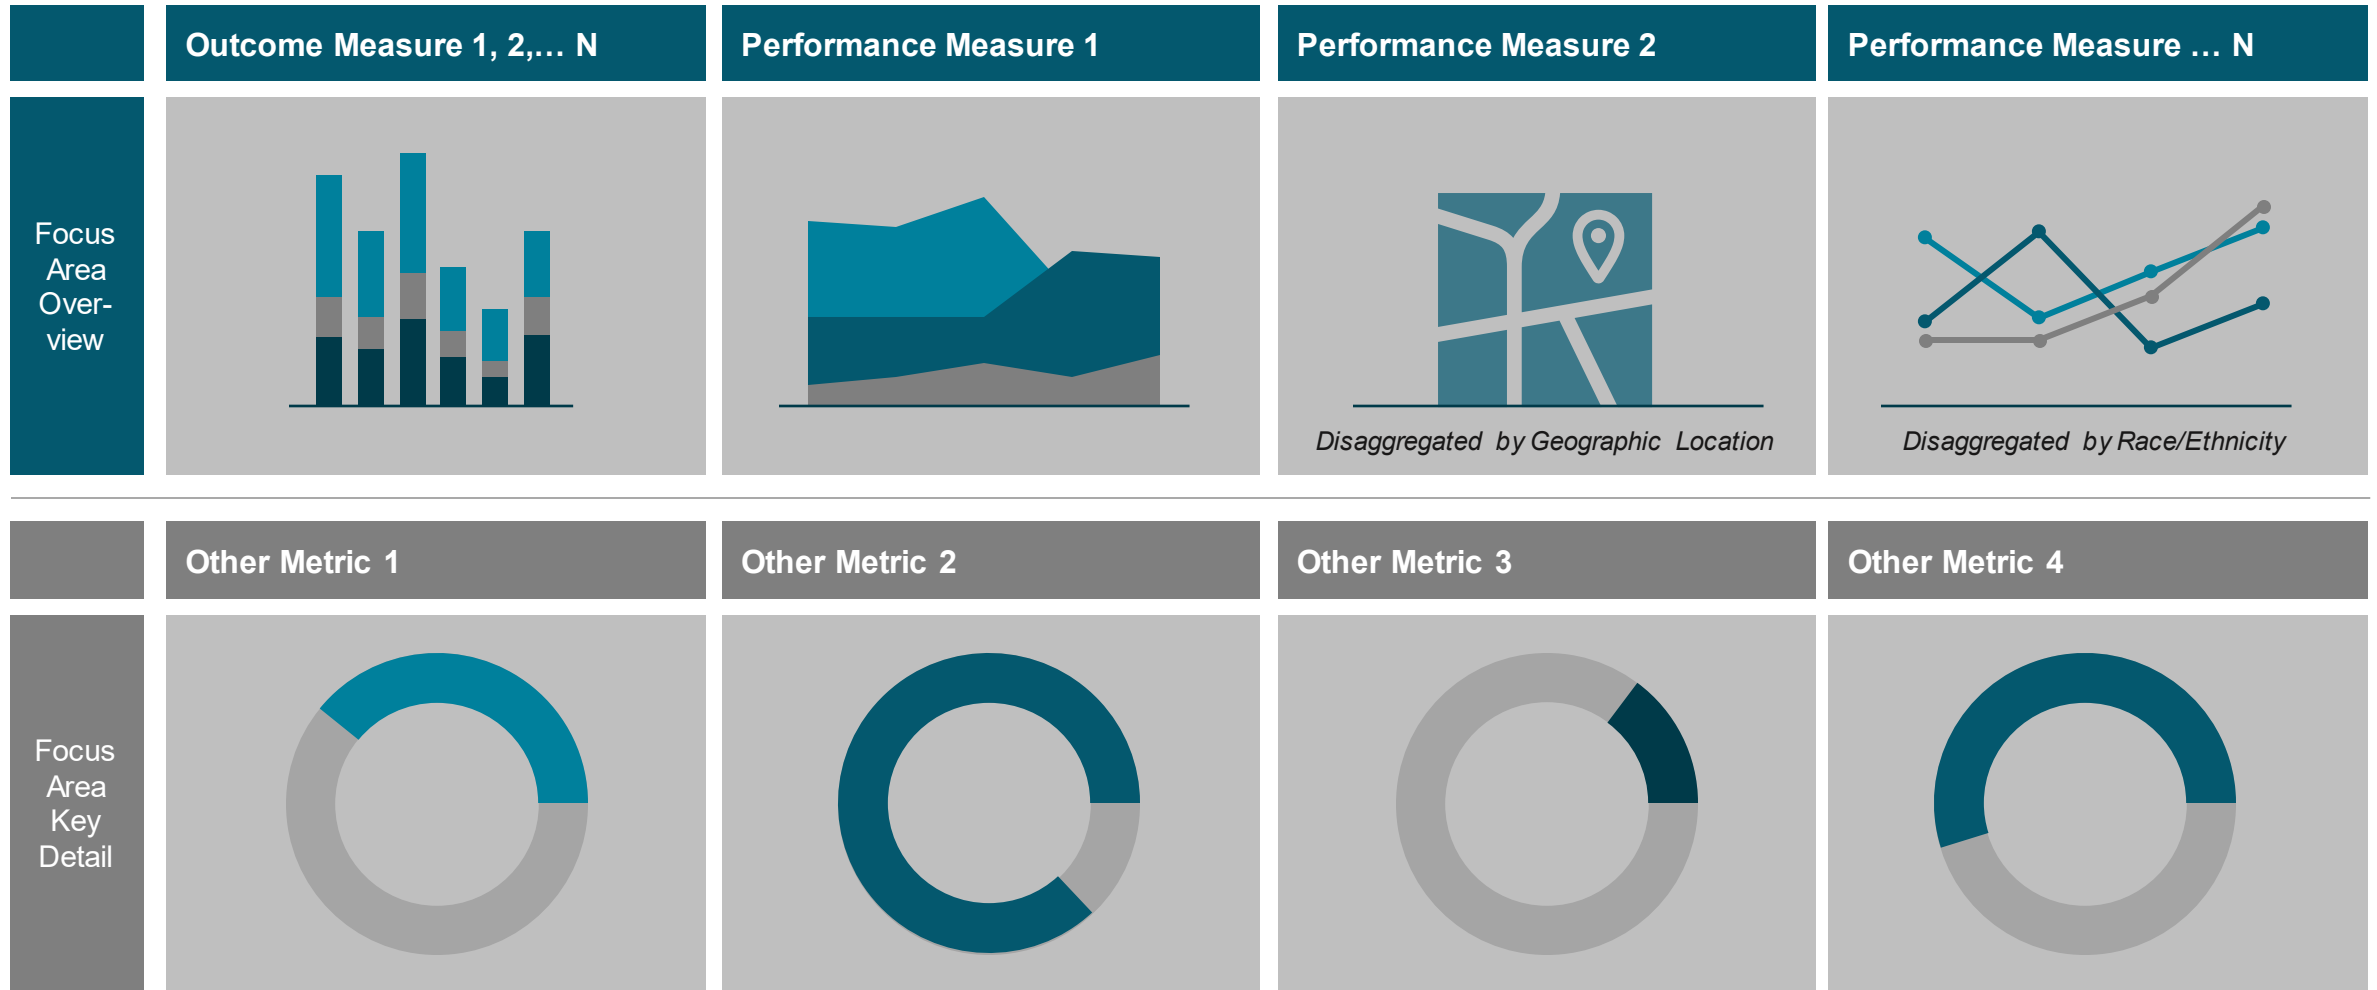 Outcome Measure 1, 2,… N
Performance Measure 1
Performance Measure 2
Performance Measure … N
Focus
Area
Over-
view
Disaggregated by Geographic Location
Disaggregated by Race/Ethnicity
Other Metric 1
Other Metric 2
Other Metric 3
Other Metric 4
Focus
Area
Key
Detail